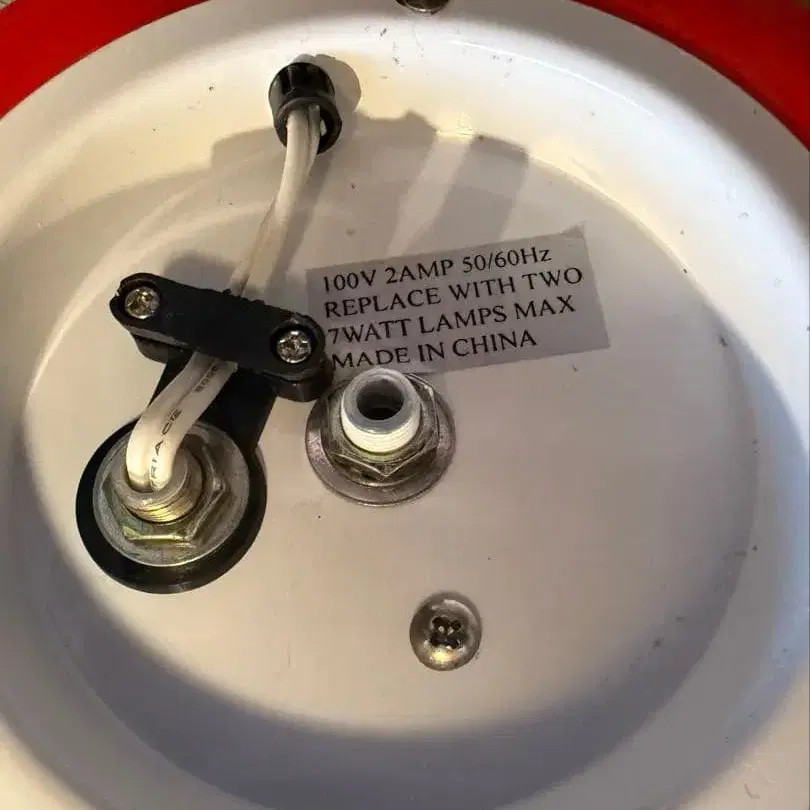 100V 2AMP 50/60Hz
REPLACE WITH TWO
7WATT LAMPS MAX
MADE IN CHINA